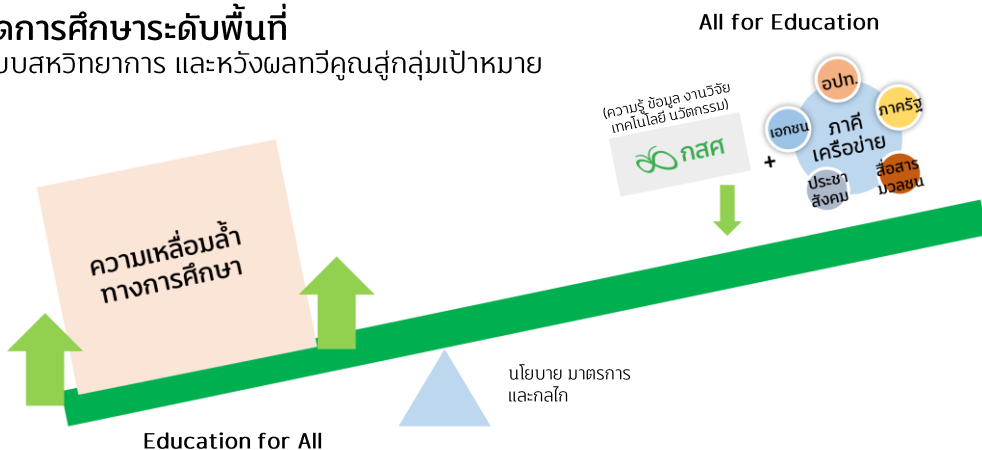 ดการศึกษาระดับพื้นที่
บบสหวิทยาการ และหวังผลทวีคูณสู่กลุ่มเป้าหมาย
All for Education
(ความรู้ ข้อมูล งานวิจัย
เทคโนโลยี นวัตกรรม)
กสศ
+
อปท.
ภาครัฐ
เอกชน
ภาคี
เครือข่าย
ประชา
สังคม
สื่อสาร
มวลชน
ความเหลื่อมล้ำ
ทางการศึกษา
นโยบาย มาตรการ
และกลไก
Education for All